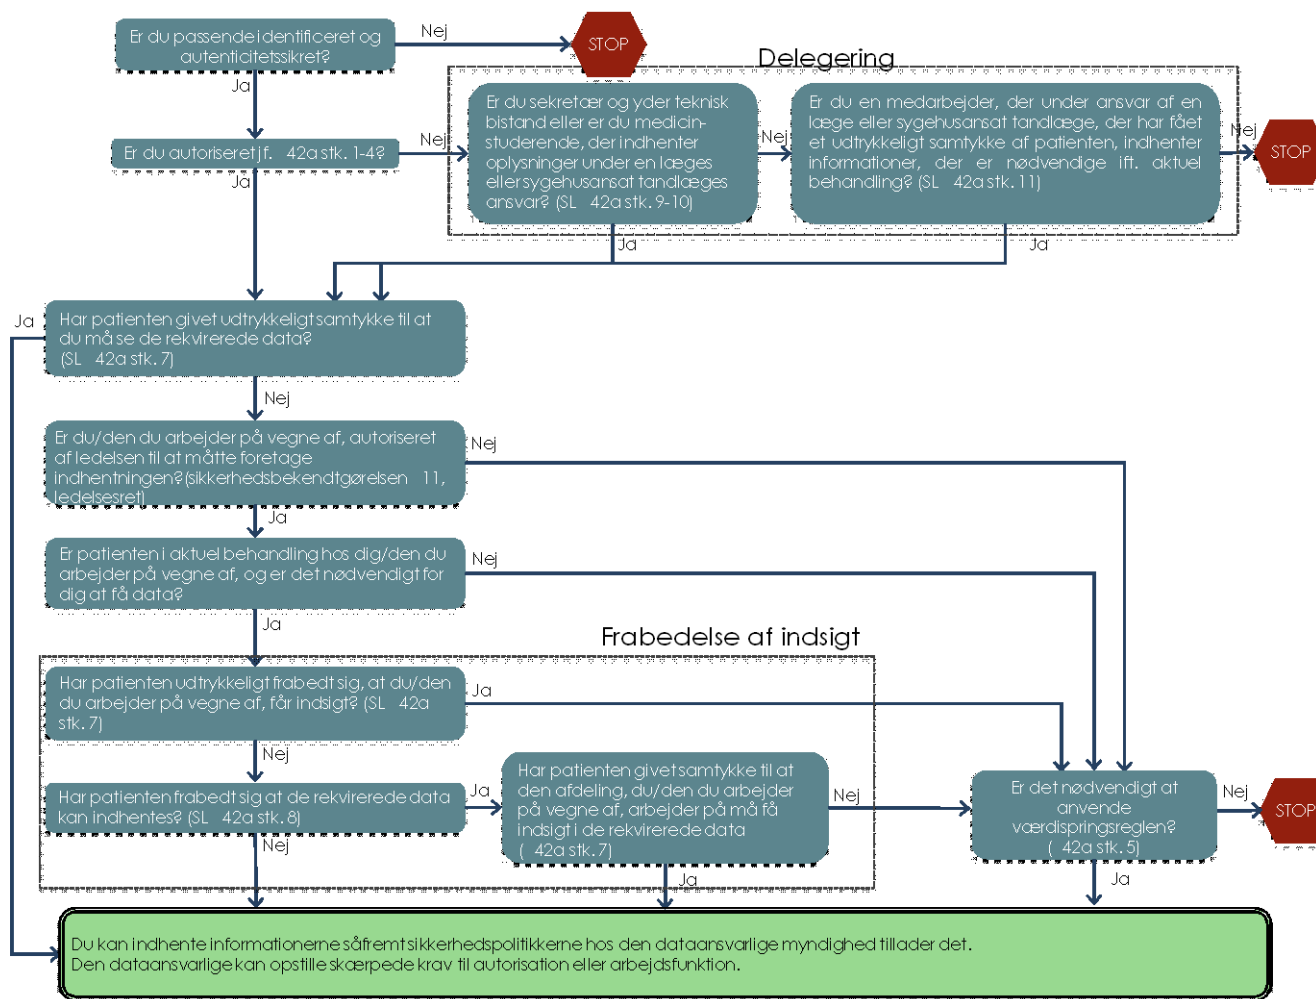 Er du passende identificeret og
autenticitetssikret?
Nej
STOP
Ja
Delegering
Er du autoriseret jf. 42a stk. 1-4?
Nej
Er du sekretær og yder teknisk
bistand eller er du medicin-
studerende, der indhenter
oplysninger under en læges
eller sygehusansat tandlæges
ansvar? (SL 42a stk. 9-10)
Nej
Er du en medarbejder, der under ansvar af en
læge eller sygehusansat tandlæge, der har fået
et udtrykkeligt samtykke af patienten, indhenter
informationer, der er nødvendige ift. aktuel
behandling? (SL 42a stk. 11)
Nej
STOP
Ja
Ja
Ja
Ja
Har patienten givet udtrykkeligt samtykke til at
du må se de rekvirerede data?
(SL 42a stk. 7)
Nej
Er du/den du arbejder på vegne af, autoriseret
af ledelsen til at måtte foretage
indhentningen?(sikkerhedsbekendtgørelsen 11,
ledelsesret)
Nej
Ja
Er patienten i aktuel behandling hos dig/den du
arbejder på vegne af, og er det nødvendigt for
dig at få data?
Nej
Ja
Frabedelse af indsigt
Har patienten udtrykkeligt frabedt sig, at du/den
du arbejder på vegne af, får indsigt? (SL 42a
stk. 7)
Ja
Nej
Har patienten frabedt sig at de rekvirerede data
kan indhentes? (SL 42a stk. 8)
Ja
Nej
Har patienten givet samtykke til at
den afdeling, du/den du arbejder
på vegne af, arbejder på må få
indsigt i de rekvirerede data
( 42a stk. 7)
Nej
Ja
Er det nødvendigt at
anvende
værdispringsreglen?
( 42a stk. 5)
Nej
STOP
Ja
Du kan indhente informationerne såfremt sikkerhedspolitikkerne hos den dataansvarlige myndighed tillader det.
Den dataansvarlige kan opstille skærpede krav til autorisation eller arbejdsfunktion.